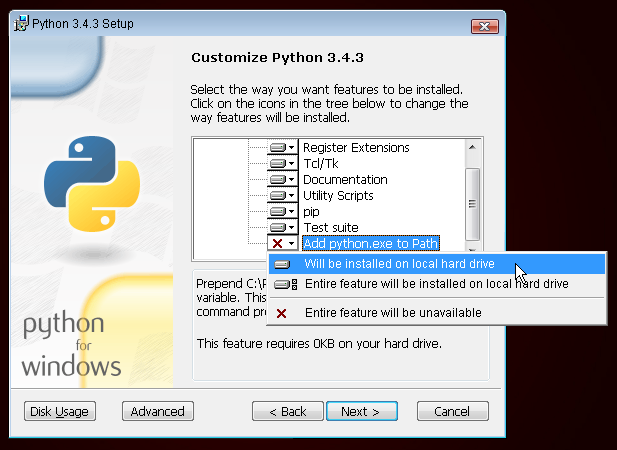 Python 3.4.3 Setup
Customize Python 3.4.3
Select the way you want features to be installed.
Click on the icons in the tree below to change the
way features will be installed.
Register Extensions
Tcl/Tk
Documentation
Utility Scripts
pip
Test suite
Add python.exe to Path
Will be installed on local hard drive
Entire feature will be installed on local hard drive
Entire feature will be unavailable
Prepend C:\
variable. This
command
This feature requires 0KB on your hard drive.
python
for
windows
Disk Usage
Advanced
< Back
Next >
Cancel